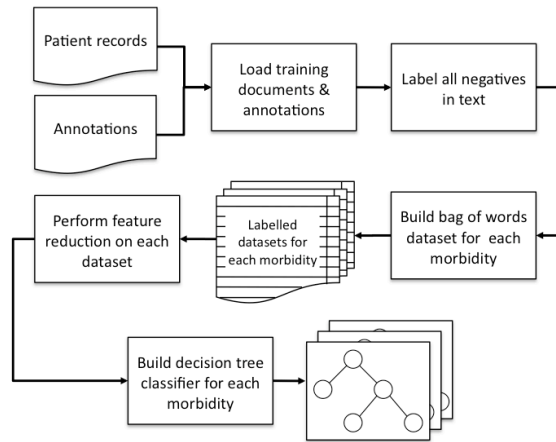 Patient records
Annotations
Load training
documents &
annotations
Label all negatives
in text
Build bag of words
dataset for each
morbidity
Labelled
datasets for
each morbidity
Perform feature
reduction on each
dataset
Build decision tree
classifier for each
morbidity